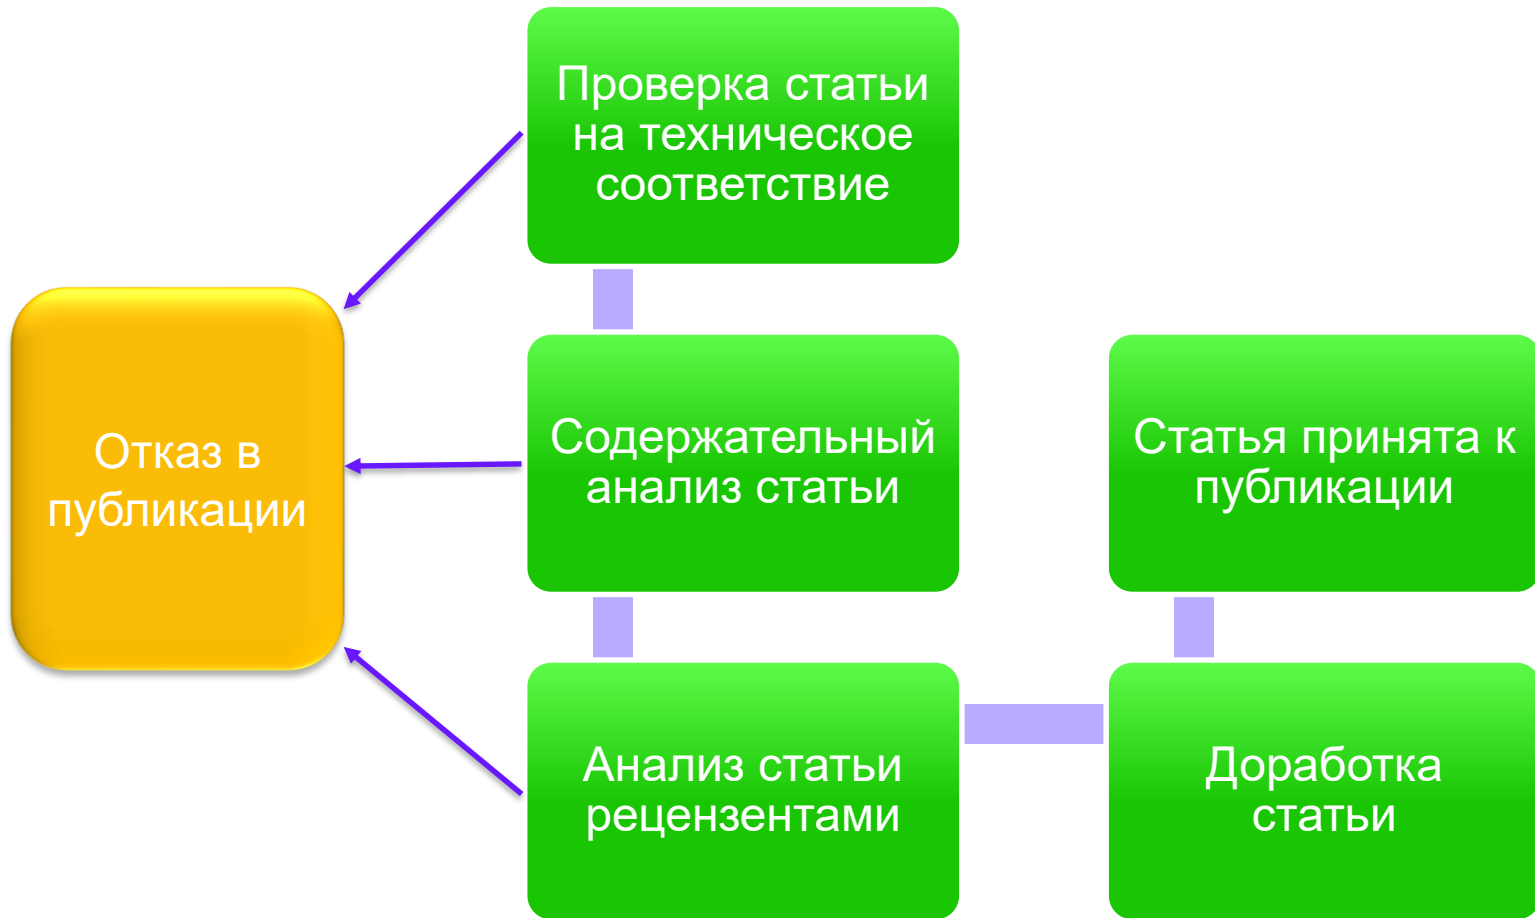 Проверка статьи
на техническое
соответствие
Отказ в
публикации
Содержательный
анализ статьи
Статья принята к
публикации
Анализ статьи
рецензентами
Доработка
статьи